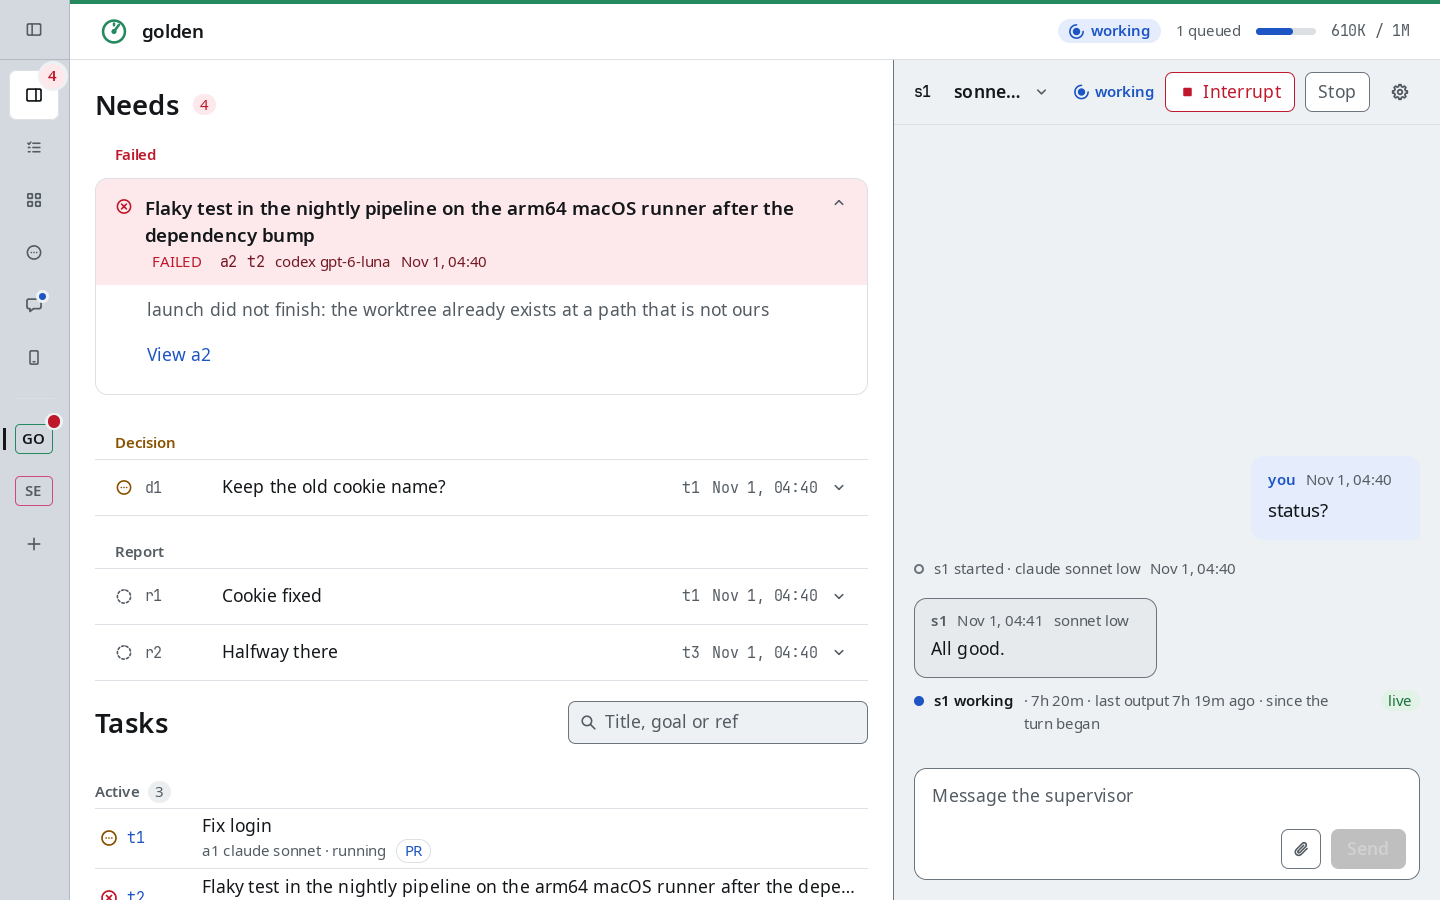 golden
working
1 queued
610K / 1M
4
GO
SE
Needs 4
Failed
Flaky test in the nightly pipeline on the arm64 macOS runner after the
dependency bump
FAILED a2 t2 codex gpt-6-luna Nov 1, 04:40
launch did not finish: the worktree already exists at a path that is not ours
View a2
Decision
d1 Keep the old cookie name? t1 Nov 1, 04:40
Report
r1 Cookie fixed t1 Nov 1, 04:40
r2 Halfway there t3 Nov 1, 04:40
Tasks
Title, goal or ref
Active 3
t1 Fix login
a1 claude sonnet · running PR
t2 Flaky test in the nightly pipeline on the arm64 macOS runner after the depe...
s1 sonne... working Interrupt Stop
you Nov 1, 04:40
status?
s1 started · claude sonnet low Nov 1, 04:40
s1 Nov 1, 04:41 sonnet low
All good.
s1 working · 7h 20m · last output 7h 19m ago · since the live
turn began
Message the supervisor
Send